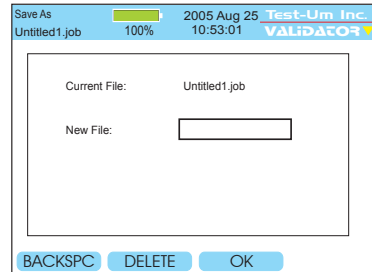 Save As 2005 Aug 25 Test-Um Inc.
Untitled1.job 100% 10:53:01 VALIDATOR
Current File: Untitled1.job
New File:
BACKSPC DELETE OK